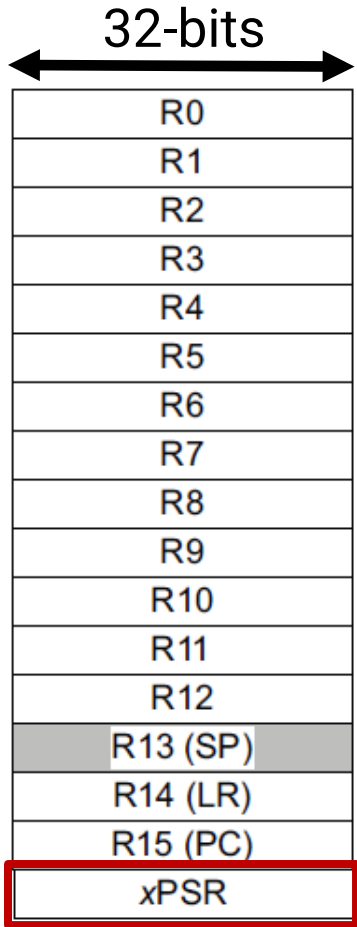 32-bits
R0
R1
R2
R3
R4
R5
R6
R7
R8
R9
R10
R11
R12
R13 (SP)
R14 (LR)
R15 (PC)
xPSR